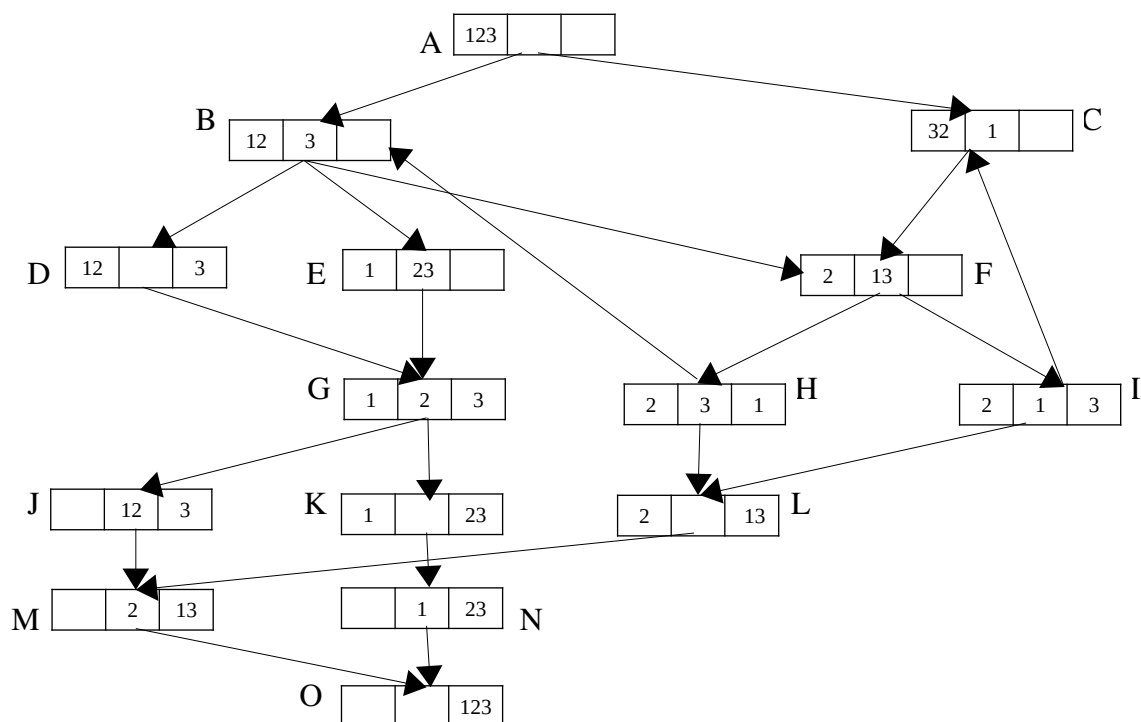 A 123
B 12 3
32 1 C
D 12 3
E 1 23
2 13 F
G 1 2 3
2 3 1 H
2 1 3 I
J 12 3
K 1 23
2 13 L
M 2 13
1 23 N
O 123